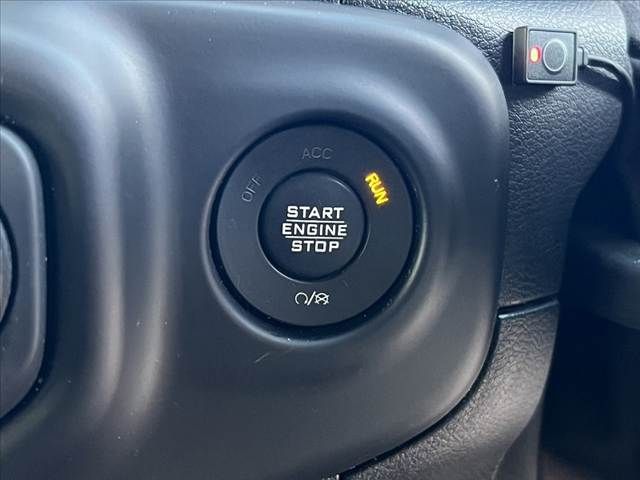 ACC
OFF
RUN
START
ENGINE
STOP